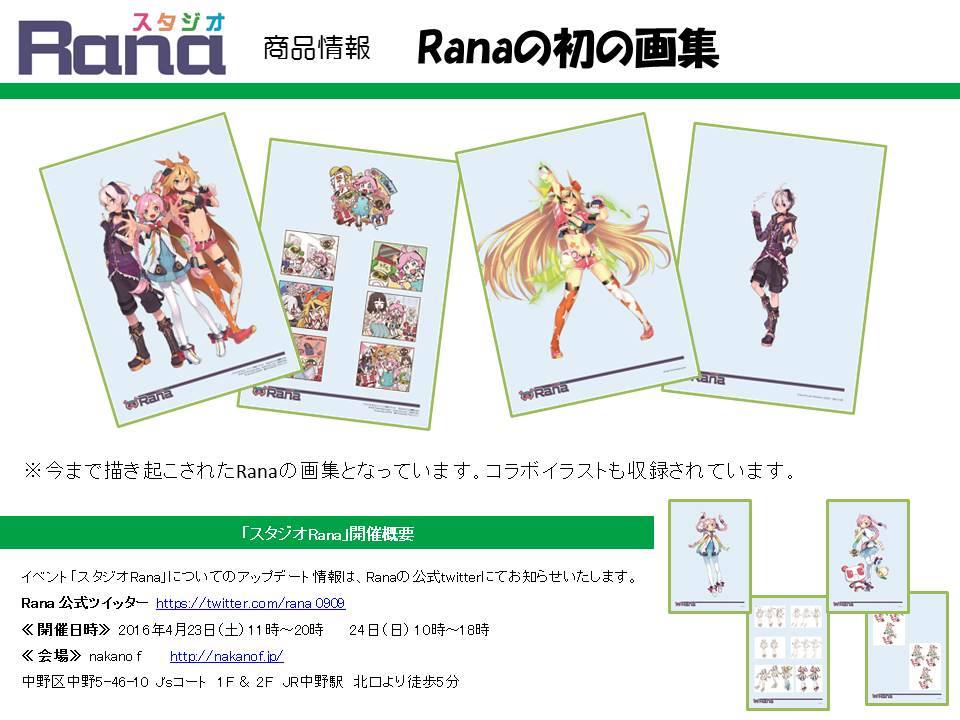 スタジオ
Rana
商品情報
Ranaの初の画集
Rana
Rana
Rana
Rana
※今まで描き起こされたRanaの画集となっています。コラボイラストも収録されています。
「スタジオRana」開催概要
イベント「スタジオRana」についてのアップデート情報は、Ranaの公式twitterにてお知らせいたします。
Rana 公式ツイッター https://twitter.com/rana_0909
≪開催日時≫ 2016年4月23日（土）11時～20時 24日（日）10時～18時
≪会場≫ nakano f http://nakanof.jp/
中野区中野5-46-10 J'sコート 1F & 2F JR中野駅 北口より徒歩5分